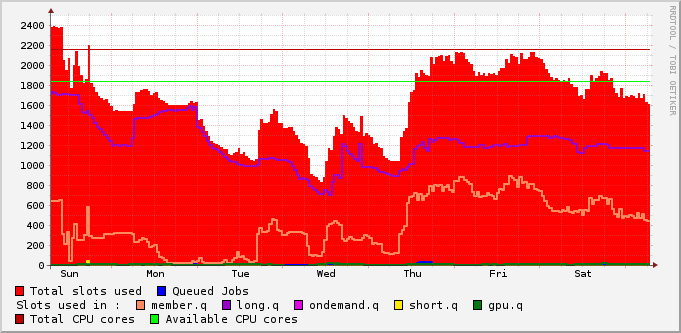 RRDTOOL / TOBI OETIKER
2400
2200
2000
1800
1600
1400
1200
1000
800
600
400
200
0
Sun Mon Tue Wed Thu Fri Sat
Total slots used Queued Jobs
Slots used in : member.q long.q ondemand.q short.q gpu.q
Total CPU cores Available CPU cores